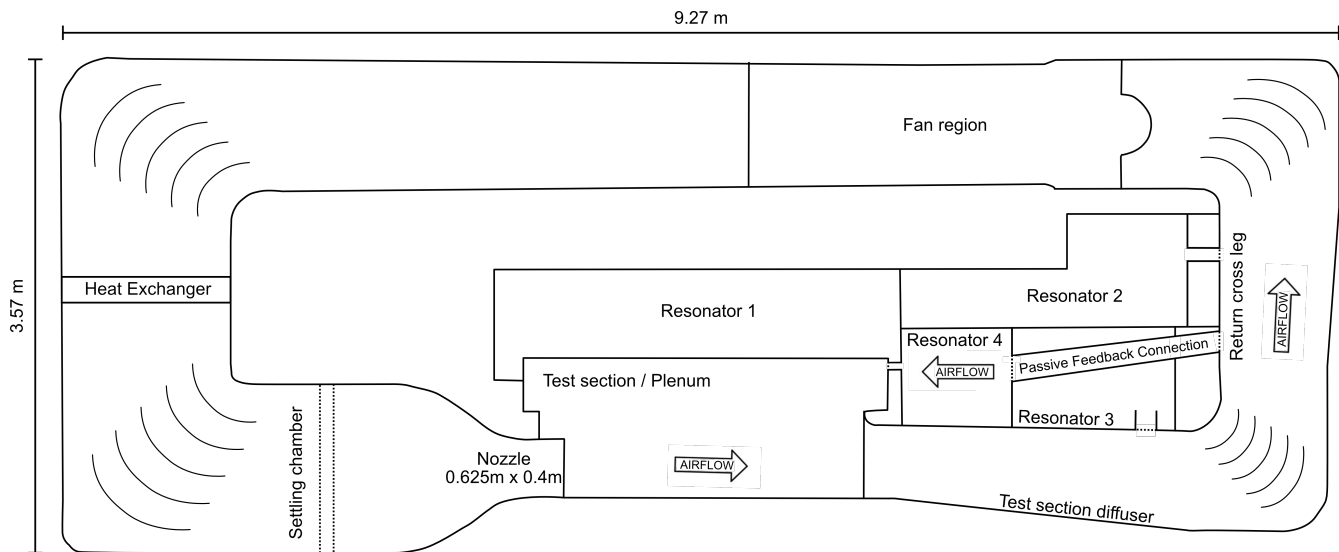 9.27 m
3.57 m
Fan region
Heat Exchanger
Resonator 1
Resonator 2
Return cross leg
AIRFLOW
Resonator 4
AIRFLOW
Passive Feedback Connection
Test section / Plenum
Resonator 3
Settling chamber
Nozzle
0.625m x 0.4m
AIRFLOW
Test section diffuser